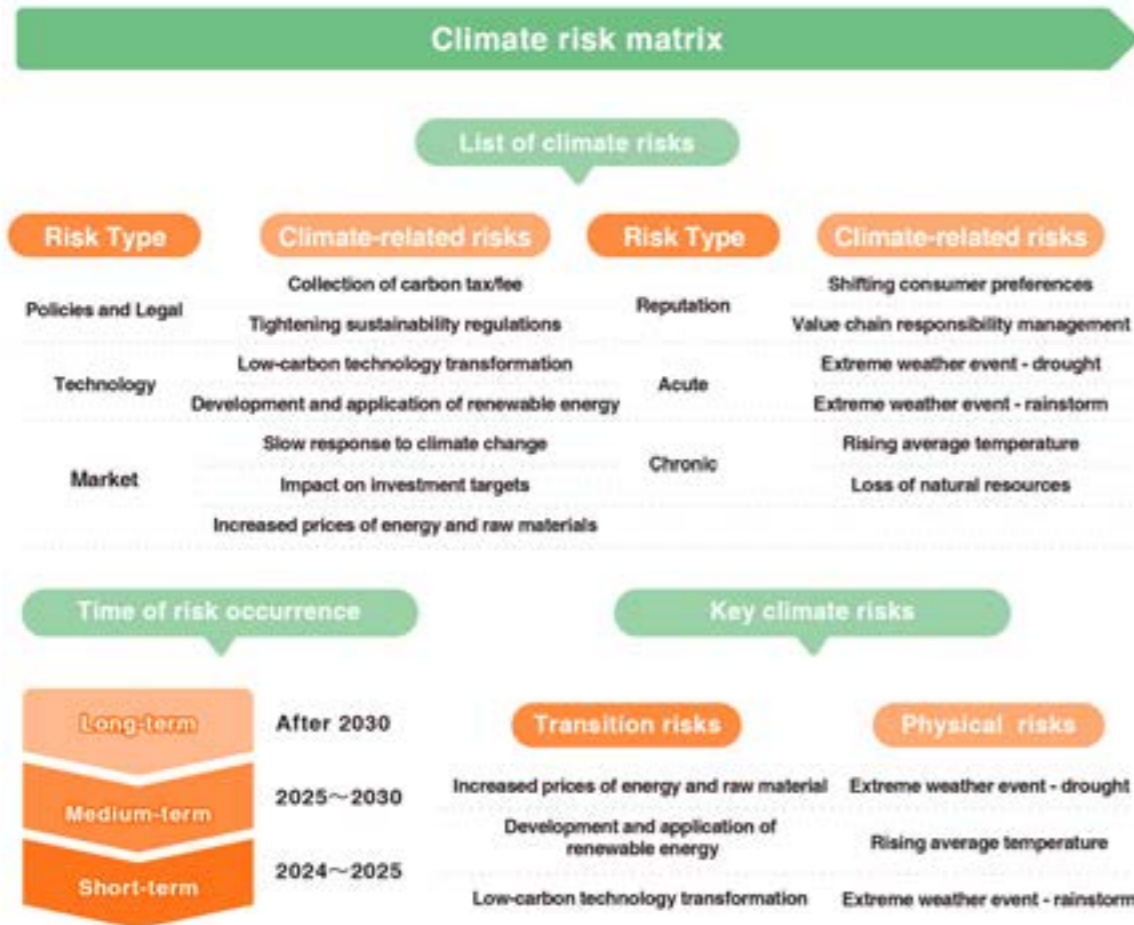 Climate risk matrix
List of climate risks
Risk Type
Climate-related risks
Risk Type
Climate-related risks
Policies and Legal
Collection of carbon tax/fee
Tightening sustainability regulations
Reputation
Shifting consumer preferences
Value chain responsibility management
Technology
Low-carbon technology transformation
Development and application of renewable energy
Acute
Extreme weather event - drought
Extreme weather event - rainstorm
Market
Slow response to climate change
Impact on investment targets
Increased prices of energy and raw materials
Chronic
Rising average temperature
Loss of natural resources
Time of risk occurrence
Long-term
After 2030
Medium-term
2025～2030
Short-term
2024～2025
Key climate risks
Transition risks
Physical risks
Increased prices of energy and raw material
Extreme weather event - drought
Development and application of
renewable energy
Rising average temperature
Low-carbon technology transformation
Extreme weather event - rainstorm